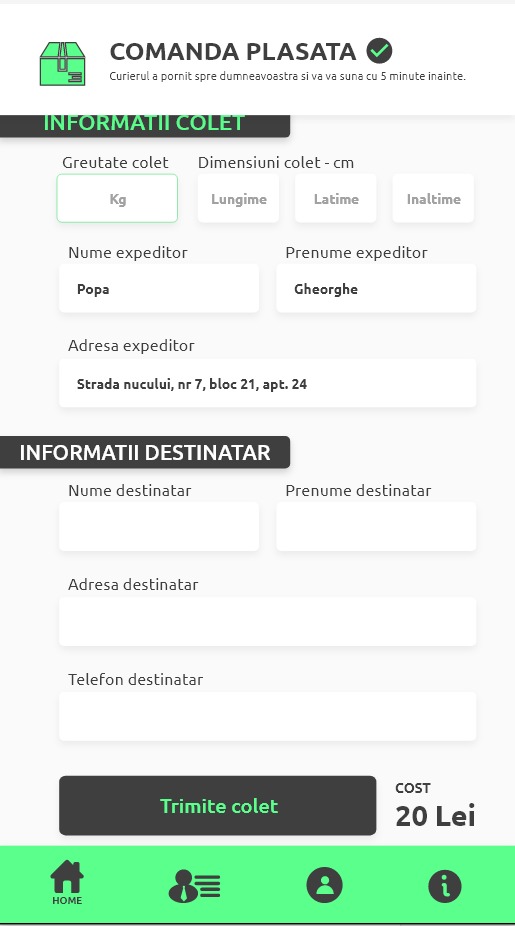 COMANDA PLASATA
Curierul a pornit spre dumneavoastra si va va suna cu 5 minute inainte.
INFORMATII COLET
Greutate colet Dimensiuni colet - cm
Kg Lungime Latime Inaltime
Nume expeditor Prenume expeditor
Popa Gheorghe
Adresa expeditor
Strada nucului, nr 7, bloc 21, apt. 24
INFORMATII DESTINATAR
Nume destinatar Prenume destinatar
Adresa destinatar
Telefon destinatar
Trimite colet
COST
20 Lei
HOME